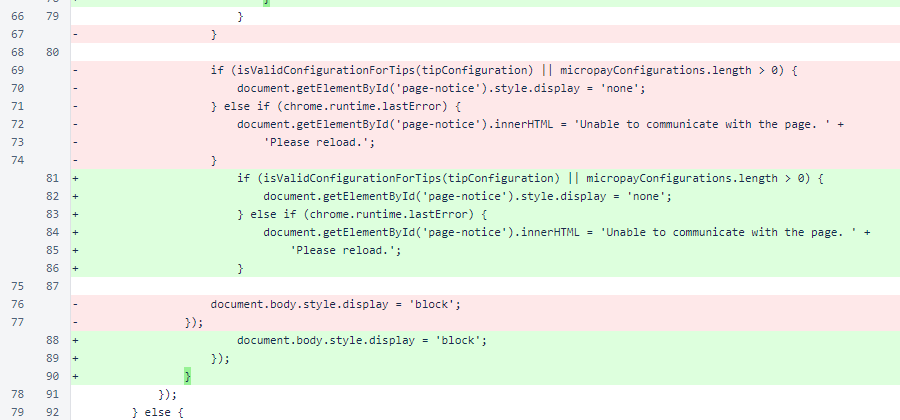 78 + }
66 79 }
67 - }
68 80
69 - if (isValidConfigurationForTips(tipConfiguration) || micropayConfigurations.length > 0) {
70 - document.getElementById('page-notice').style.display = 'none';
71 - } else if (chrome.runtime.lastError) {
72 - document.getElementById('page-notice').innerHTML = 'Unable to communicate with the page. ' +
73 - 'Please reload.';
74 - }
81 + if (isValidConfigurationForTips(tipConfiguration) || micropayConfigurations.length > 0) {
82 + document.getElementById('page-notice').style.display = 'none';
83 + } else if (chrome.runtime.lastError) {
84 + document.getElementById('page-notice').innerHTML = 'Unable to communicate with the page. ' +
85 + 'Please reload.';
86 + }
75 87
76 - document.body.style.display = 'block';
77 - });
88 + document.body.style.display = 'block';
89 + });
90 + }
78 91 });
79 92 } else {